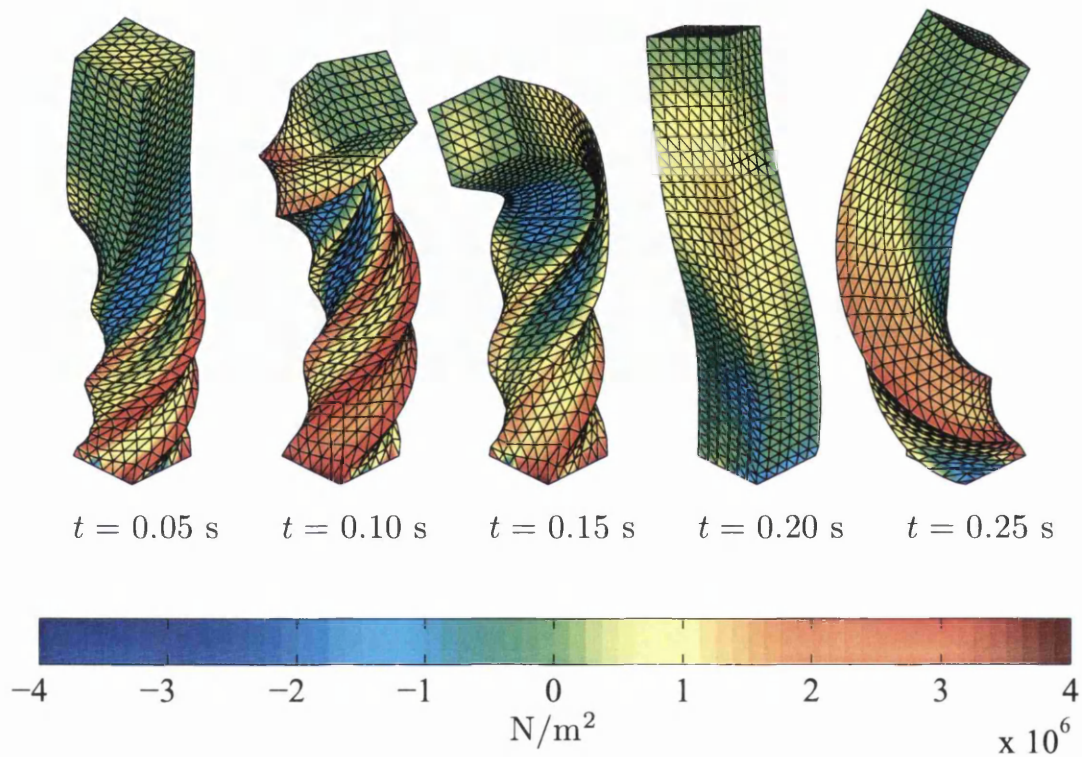 t = 0.05 s t = 0.10 s t = 0.15 s t = 0.20 s t = 0.25 s
−4 −3 −2 −1 0 1 2 3 4
N/m²
x 10⁶